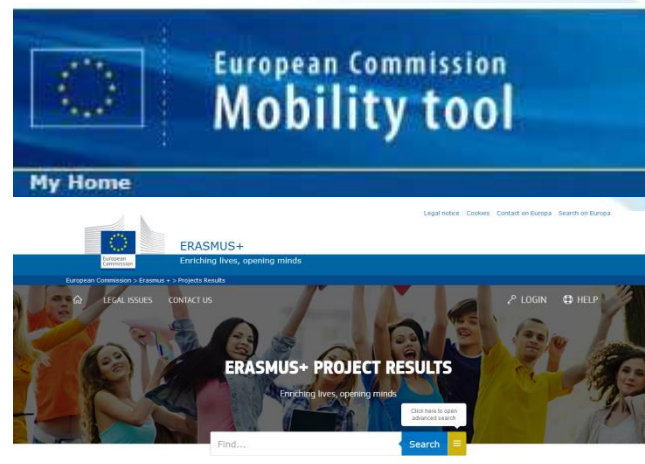 European Commission
Mobility tool
My Home
Legal notice Cookies Contact on Europa Search on Europa
European
Commission
ERASMUS+
Enriching lives, opening minds
European Commission > Erasmus + > Projects Results
LEGAL ISSUES CONTACT US LOGIN HELP
ERASMUS+ PROJECT RESULTS
Enriching lives, opening minds
Click here to open
advanced search
Find... Search